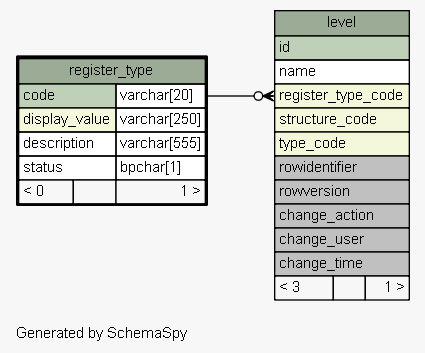 register_type
code varchar[20]
display_value varchar[250]
description varchar[555]
status bpchar[1]
< 0 1 >
level
id
name
register_type_code
structure_code
type_code
rowidentifier
rowversion
change_action
change_user
change_time
< 3 1 >
Generated by SchemaSpy